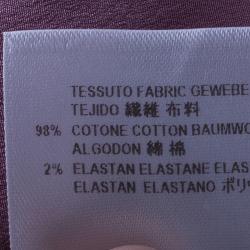 TESSUTO FABRIC GEWEBE
TEJIDO 繊維 布料
98% COTONE COTTON BAUMWO
ALGODON 綿 棉
2% ELASTAN ELASTANE ELAS
ELASTAN ELASTANO ポリ